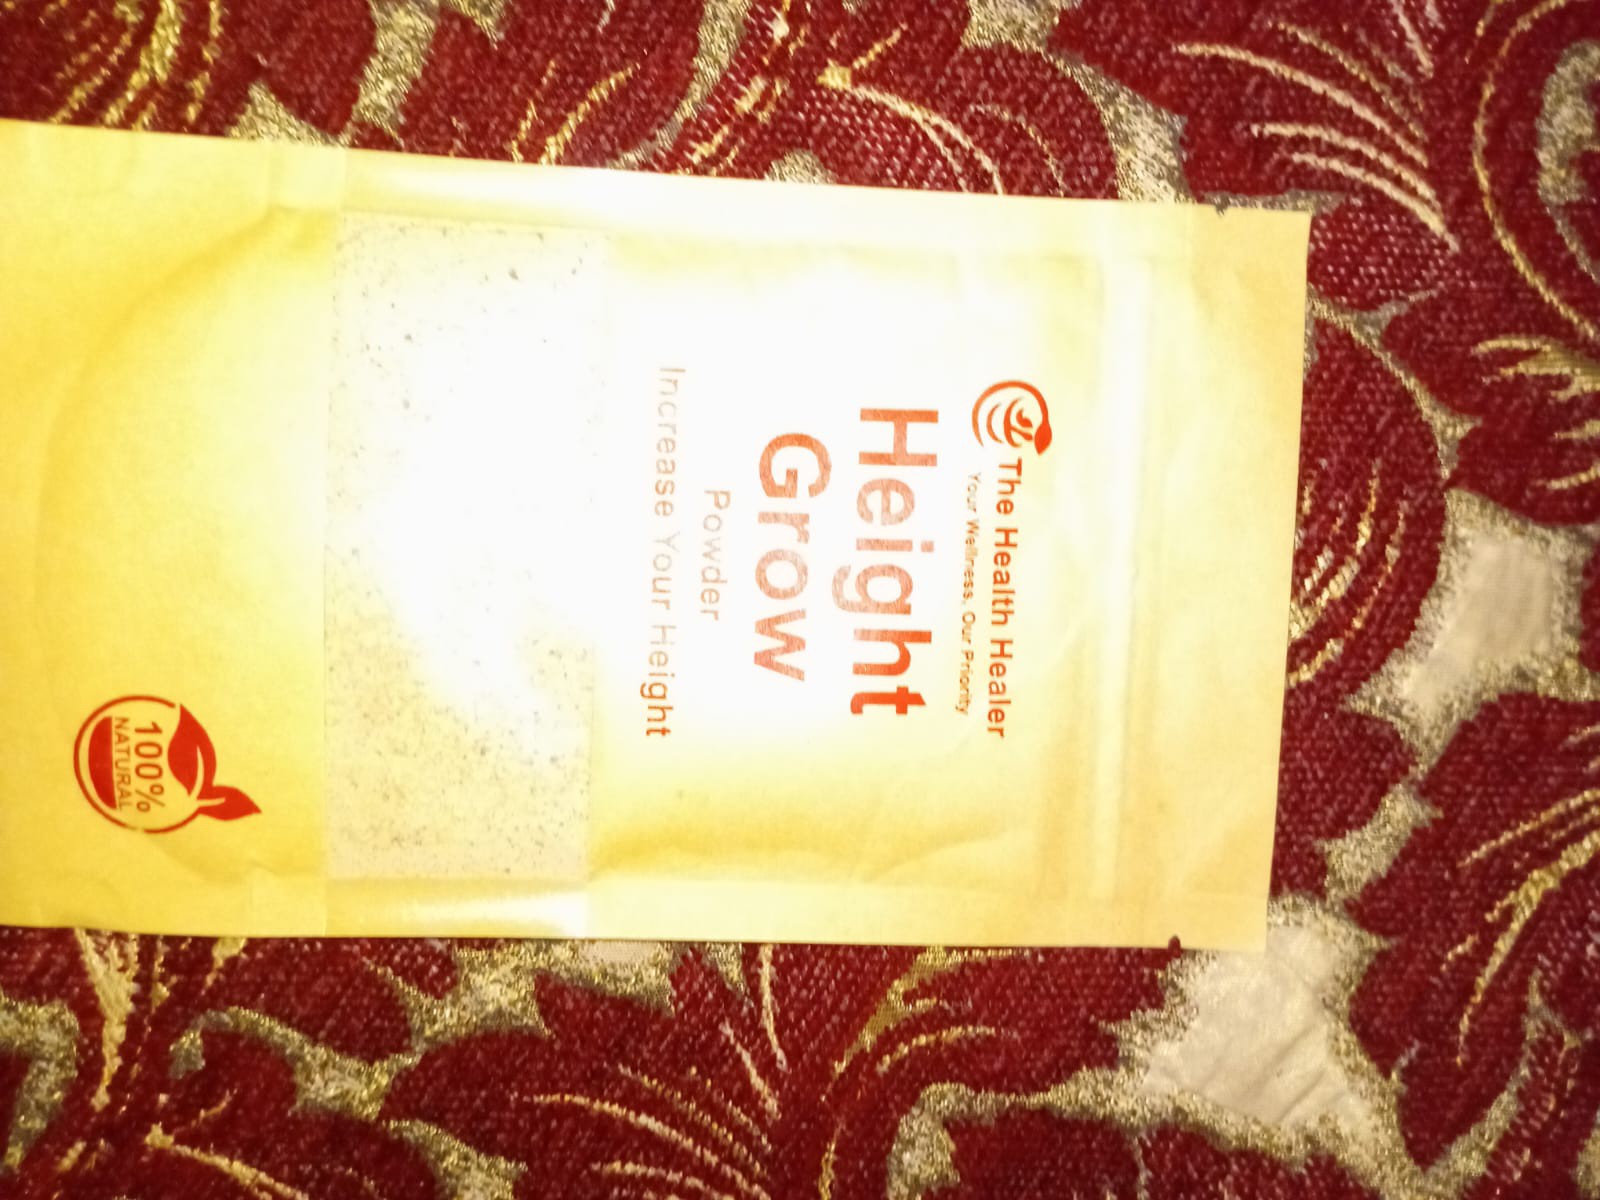 The Health Healer
Your Wellness, Our Priority
Height
Grow
Powder
Increase Your Height
100%
NATURAL